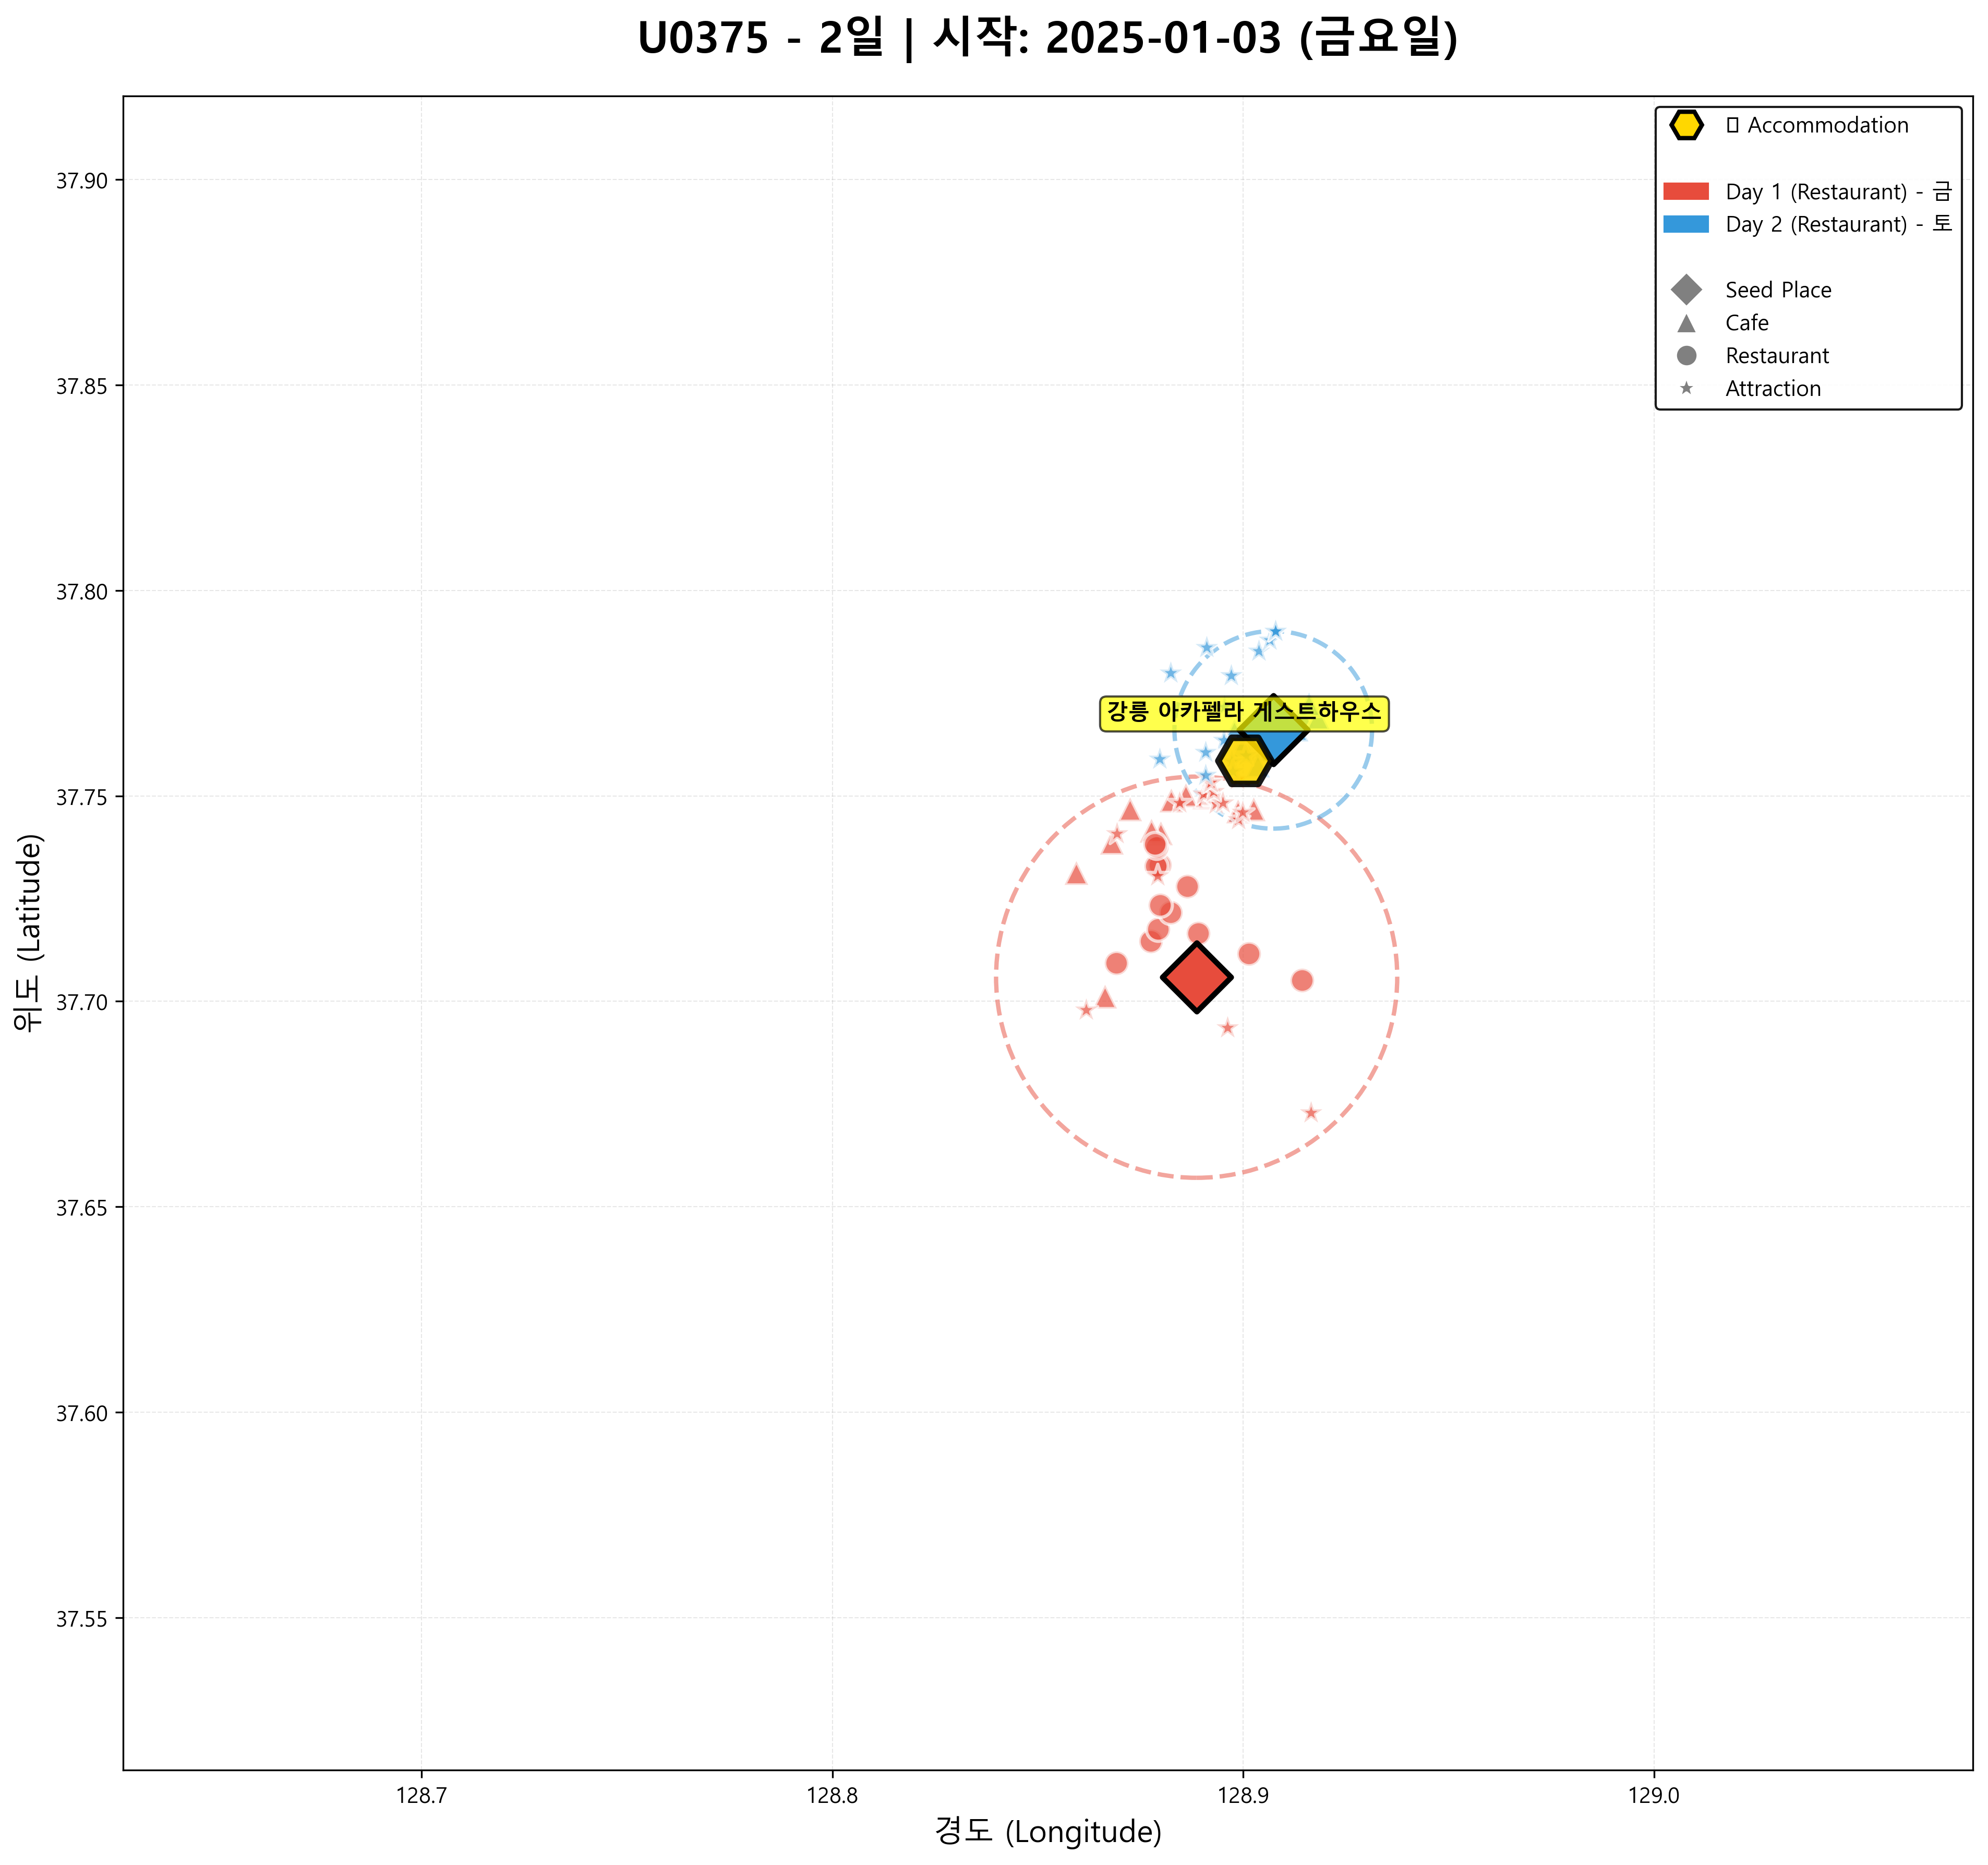 U0375 - 2일 | 시작: 2025-01-03 (금요일)
Accommodation
Day 1 (Restaurant) - 금
Day 2 (Restaurant) - 토
Seed Place
Cafe
Restaurant
Attraction
37.90
37.85
37.80
37.75
37.70
37.65
37.60
37.55
강릉 아카펠라 게스트하우스
위도 (Latitude)
128.7
128.8
128.9
129.0
경도 (Longitude)